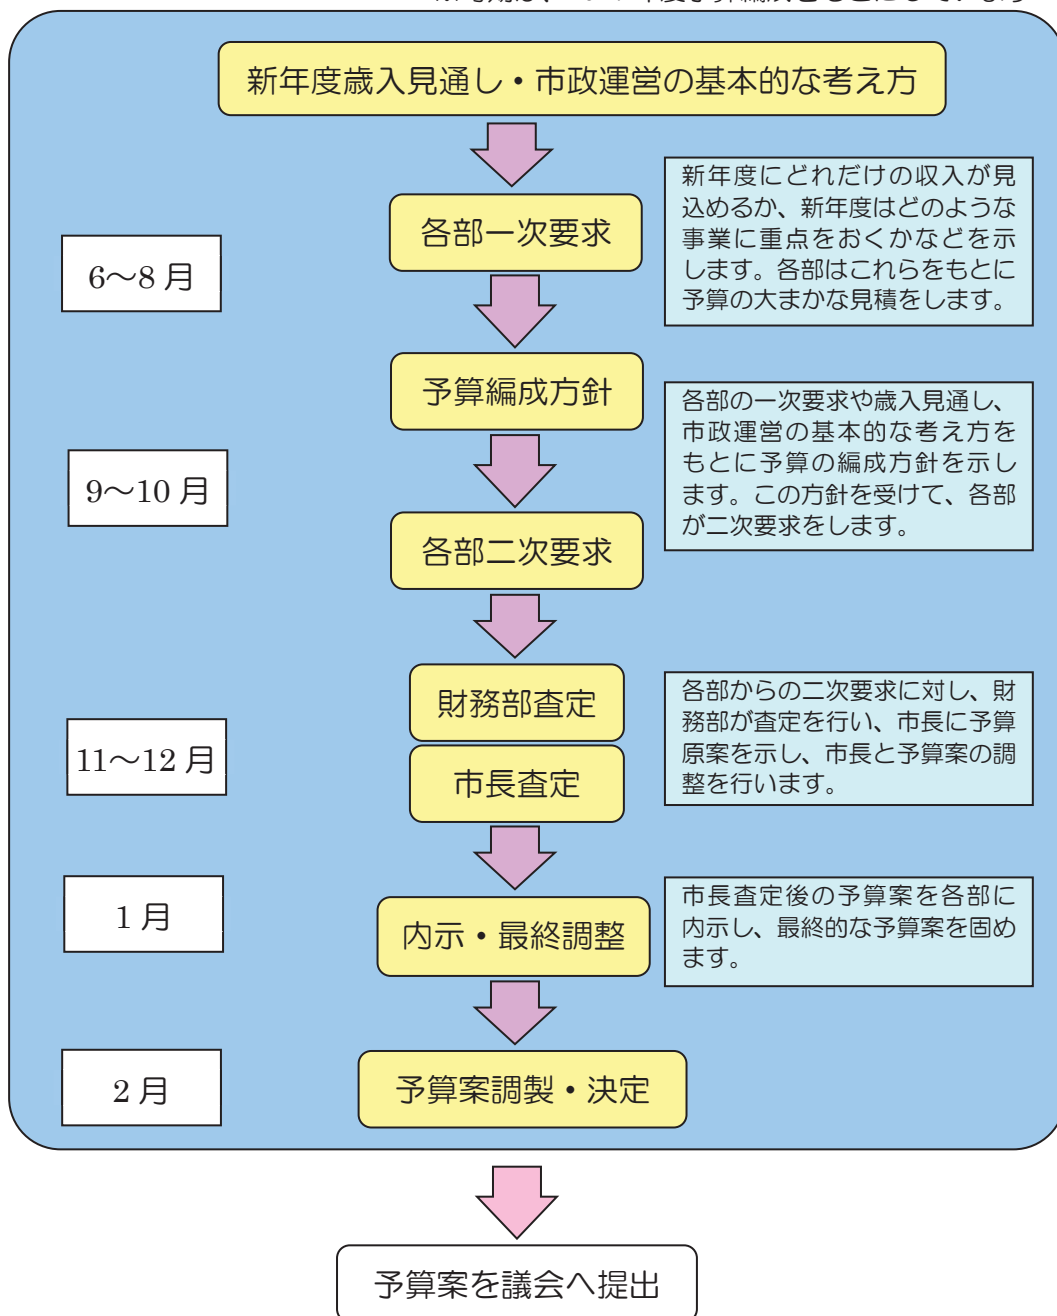 新年度歳入見通し・市政運営の基本的な考え方
各部一次要求
6〜8 月
新年度にどれだけの収入が見
込めるか、新年度はどのような
事業に重点をおくかなどを示
します。各部はこれらをもとに
予算の大まかな見積をします。
予算編成方針
9〜10 月
各部の一次要求や歳入見通し、
市政運営の基本的な考え方を
もとに予算の編成方針を示し
ます。この方針を受けて、各部
が二次要求をします。
各部二次要求
財務部査定
11〜12 月
市長査定
各部からの二次要求に対し、財
務部が査定を行い、市長に予算
原案を示し、市長と予算案の調
整を行います。
1 月
内示・最終調整
市長査定後の予算案を各部に
内示し、最終的な予算案を固め
ます。
2 月
予算案調製・決定
予算案を議会へ提出